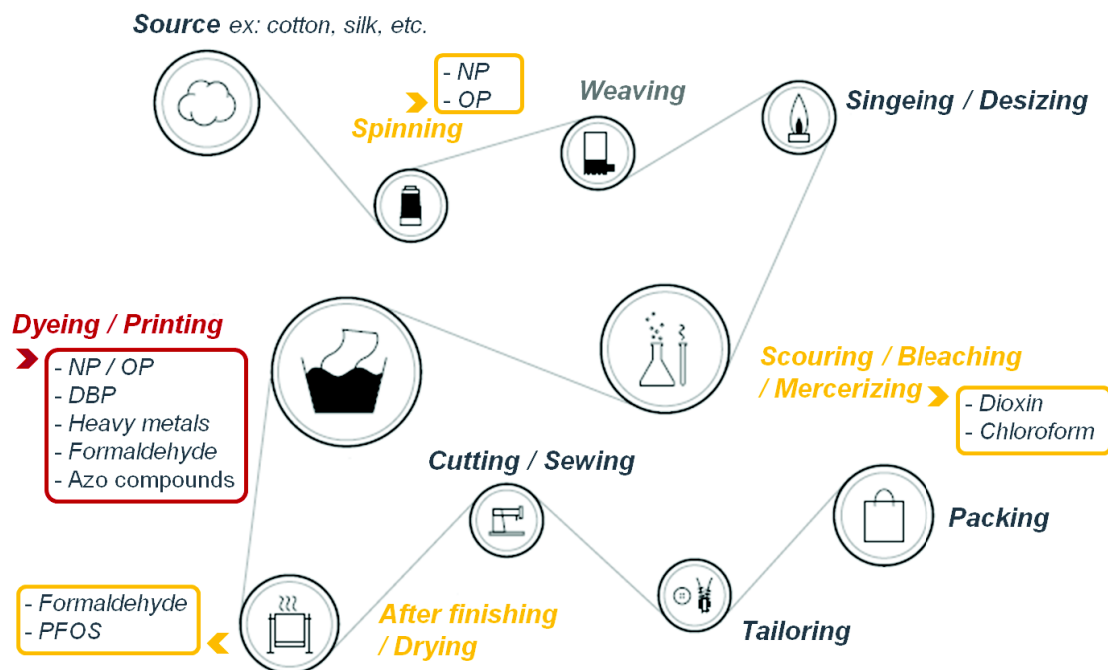 Source ex: cotton, silk, etc.
- NP
- OP
Spinning
Weaving
Singeing / Desizing
Dyeing / Printing
- NP / OP
- DBP
- Heavy metals
- Formaldehyde
- Azo compounds
Scouring / Bleaching
/ Mercerizing
- Dioxin
- Chloroform
Cutting / Sewing
Packing
- Formaldehyde
- PFOS
After finishing
/ Drying
Tailoring